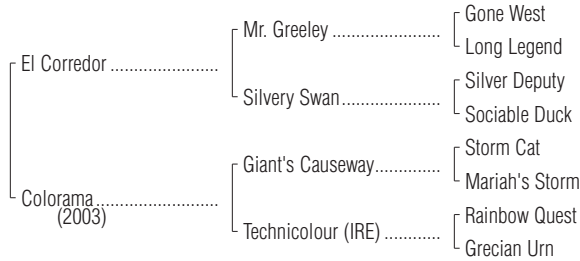 Gone West
Mr. Greeley ....................
Long Legend
El Corredor ....................
Silver Deputy
Silvery Swan ....................
Sociable Duck
Storm Cat
Giant's Causeway ..............
Mariah's Storm
Colorama ........................
(2003)
Rainbow Quest
Technicolour (IRE) ...........
Grecian Urn